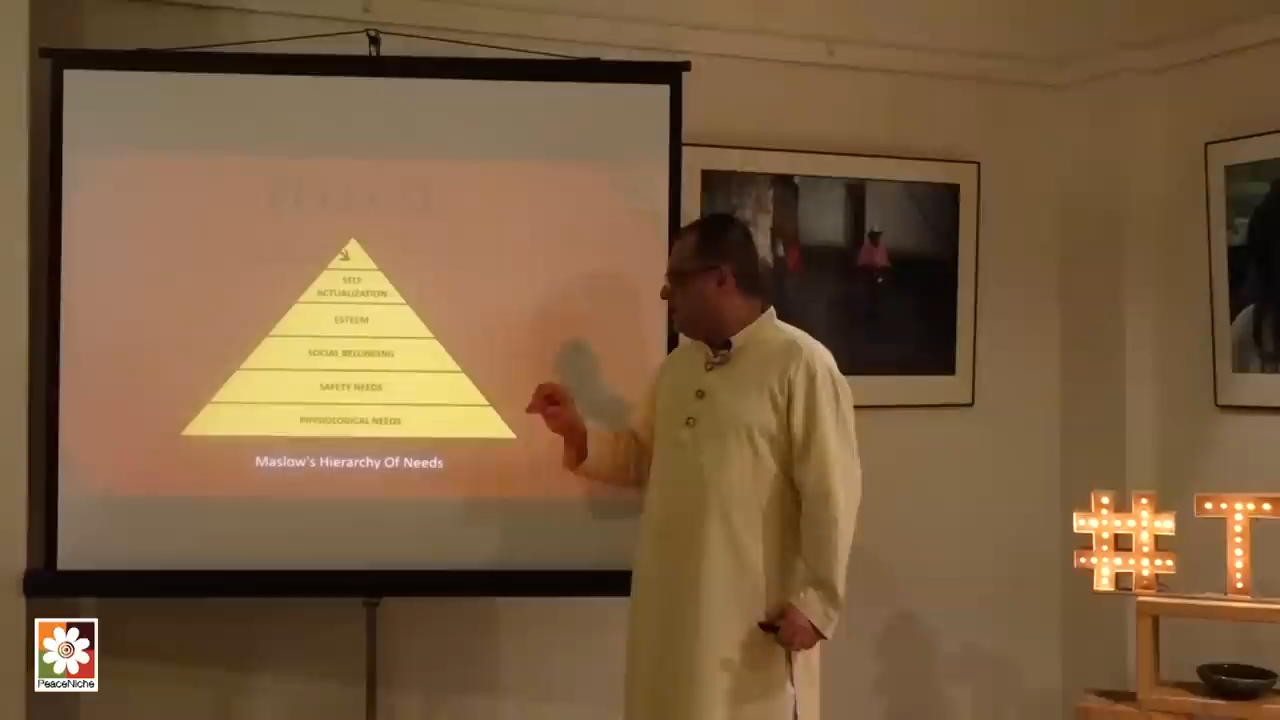 SELF
ACTUALIZATION
ESTEEM
SOCIAL BELONGING
SAFETY NEEDS
PHYSIOLOGICAL NEEDS
Maslow's Hierarchy Of Needs
#T
PeaceNiche